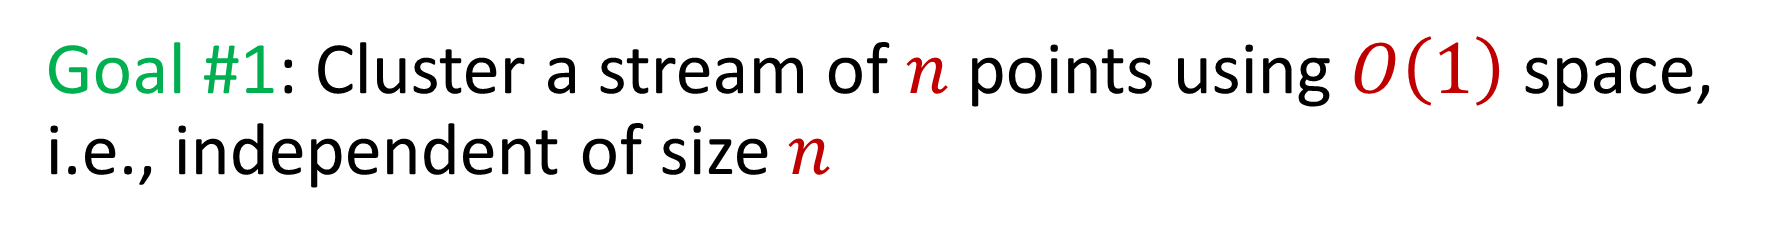 Goal #1: Cluster a stream of n points using O(1) space,
i.e., independent of size n